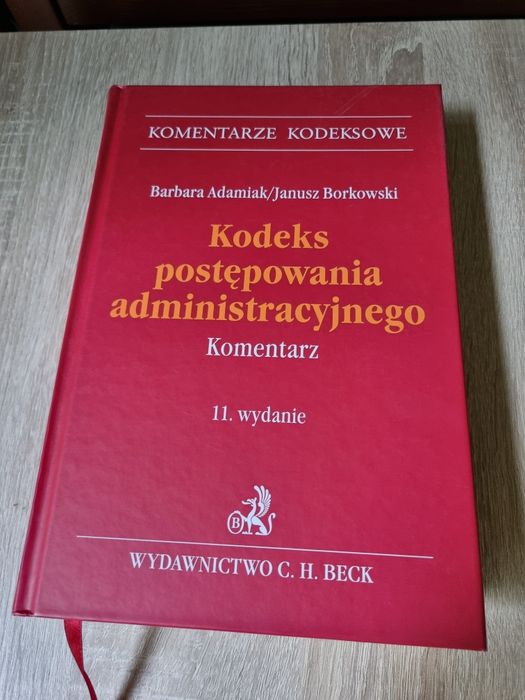 KOMENTARZE KODEKSOWE
Barbara Adamiak/Janusz Borkowski
Kodeks
postępowania
administracyjnego
Komentarz
11. wydanie
B
WYDAWNICTWO C. H. BECK